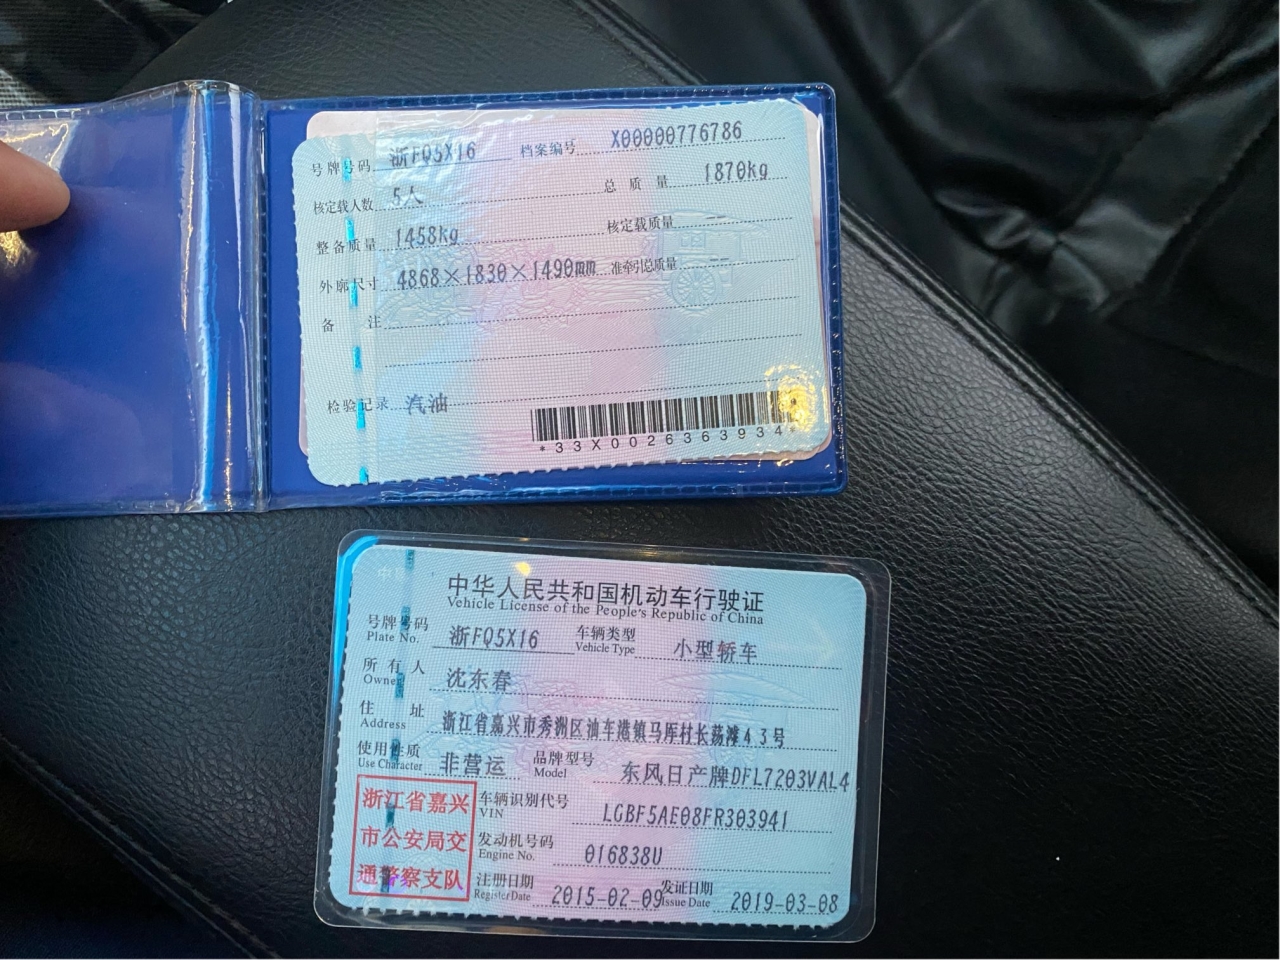 号牌号码 浙FQ5X16 档案编号 X00000776786
核定载人数 5人 总质量 1870kg
整备质量 1458kg 核定载质量 --
外廓尺寸 4868×1830×1490mm 准牵引总质量 --
备 注
检验记录 汽油
*33X0026363934*
中华人民共和国机动车行驶证
Vehicle License of the People's Republic of China
号牌号码 浙FQ5X16 车辆类型 小型轿车
Plate No. Vehicle Type
所有人 沈东春
Owner
住 址 浙江省嘉兴市秀洲区油车港镇马厍村长荡滩43号
Address
使用性质 非营运 品牌型号 东风日产牌DFL7203VAL4
Use Character Model
浙江省嘉兴
市公安局交
通警察支队
车辆识别代号 LGBF5AE08FR303941
VIN
发动机号码 016838U
Engine No.
注册日期 2015-02-09 发证日期 2019-03-08
Register Date Issue Date